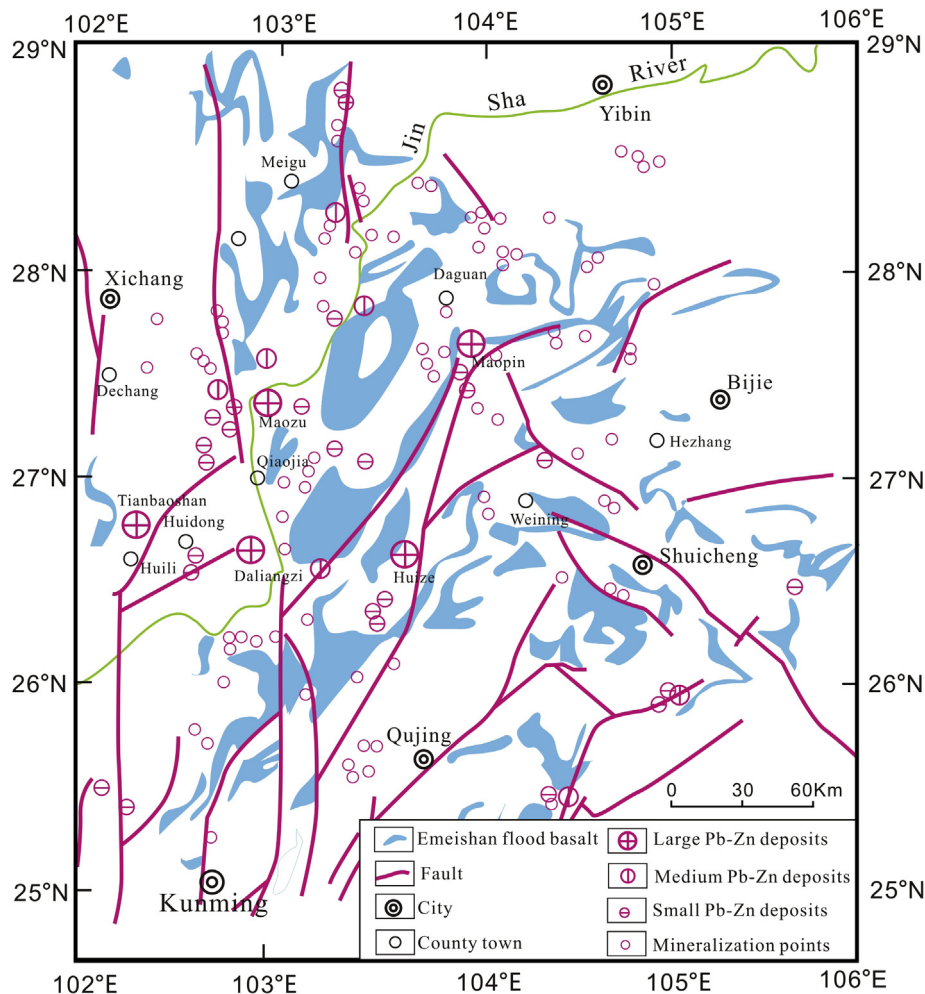 102°E 103°E 104°E 105°E 106°E
29°N 29°N
River
Sha
Yibin
Jin
Meigu
28°N 28°N
Xichang
Daguan
Maopin
Dechang
Bijie
Maozu
Hezhang
27°N 27°N
Qiaojia
Tianbaoshan
Huidong
Weining
Shuicheng
Huili
Daliangzi
Huize
26°N 26°N
Qujing
0 30 60Km
Emeishan flood basalt
Large Pb-Zn deposits
Fault
Medium Pb-Zn deposits
City
Small Pb-Zn deposits
County town
Mineralization points
25°N 25°N
Kunming
102°E 103°E 104°E 105°E 106°E